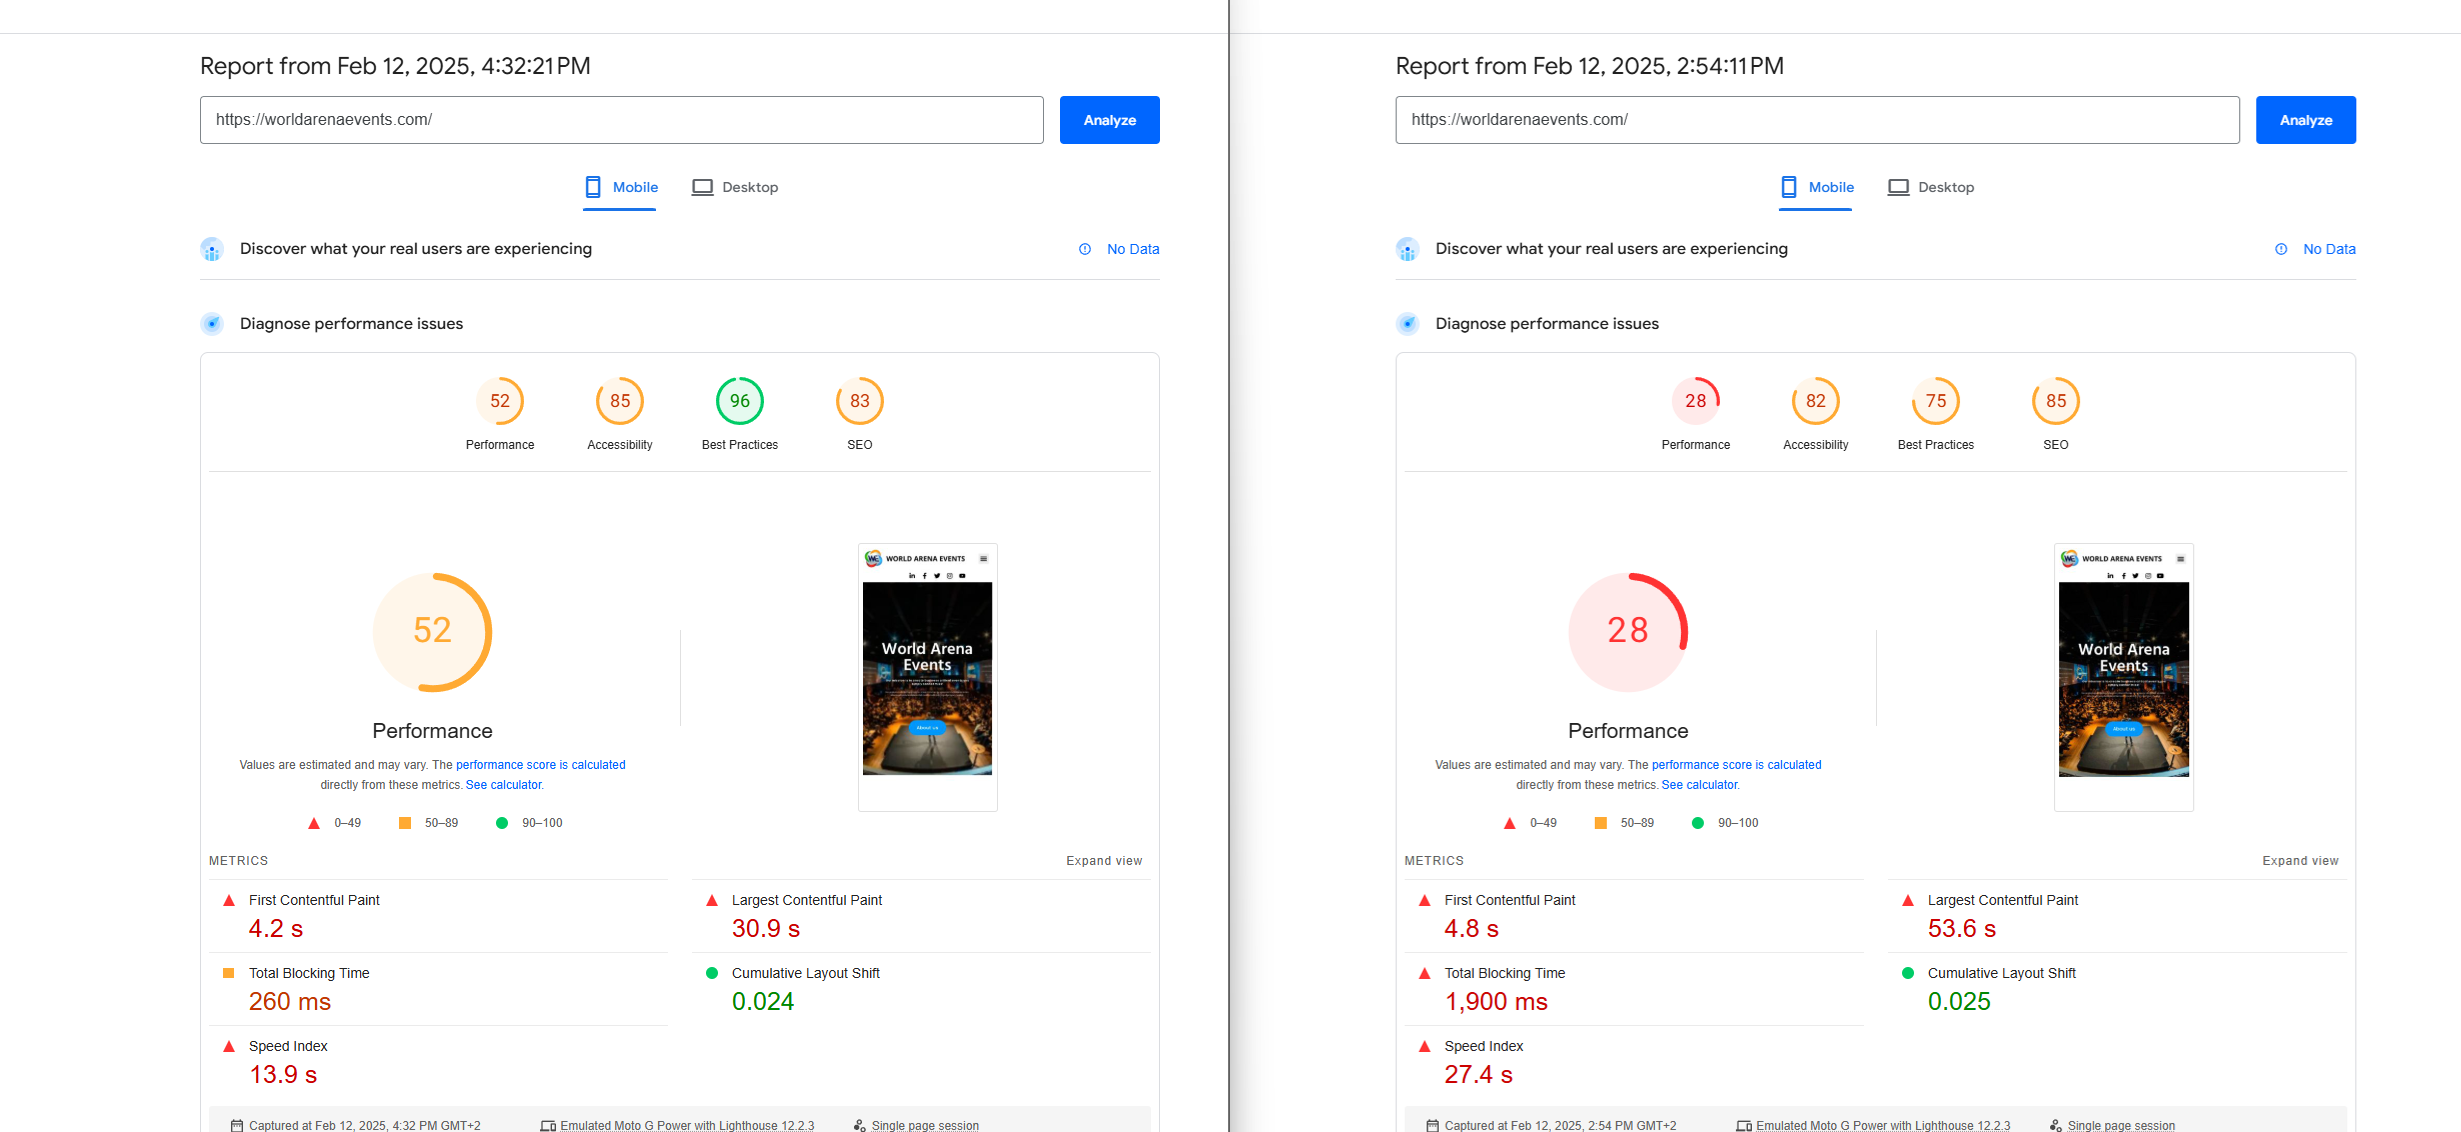 Report from Feb 12, 2025, 4:32:21 PM
https://worldarenaevents.com/
Analyze
Mobile
Desktop
Discover what your real users are experiencing
No Data
Diagnose performance issues
52
85
96
83
Performance
Accessibility
Best Practices
SEO
52
Performance
Values are estimated and may vary. The performance score is calculated
directly from these metrics. See calculator.
0–49
50–89
90–100
WORLD ARENA EVENTS
World Arena
Events
About us
METRICS
Expand view
First Contentful Paint
4.2 s
Largest Contentful Paint
30.9 s
Total Blocking Time
260 ms
Cumulative Layout Shift
0.024
Speed Index
13.9 s
Captured at Feb 12, 2025, 4:32 PM GMT+2
Emulated Moto G Power with Lighthouse 12.2.3
Single page session
Report from Feb 12, 2025, 2:54:11 PM
https://worldarenaevents.com/
Analyze
Mobile
Desktop
Discover what your real users are experiencing
No Data
Diagnose performance issues
28
82
75
85
Performance
Accessibility
Best Practices
SEO
28
Performance
Values are estimated and may vary. The performance score is calculated
directly from these metrics. See calculator.
0–49
50–89
90–100
WORLD ARENA EVENTS
World Arena
Events
About us
METRICS
Expand view
First Contentful Paint
4.8 s
Largest Contentful Paint
53.6 s
Total Blocking Time
1,900 ms
Cumulative Layout Shift
0.025
Speed Index
27.4 s
Captured at Feb 12, 2025, 2:54 PM GMT+2
Emulated Moto G Power with Lighthouse 12.2.3
Single page session